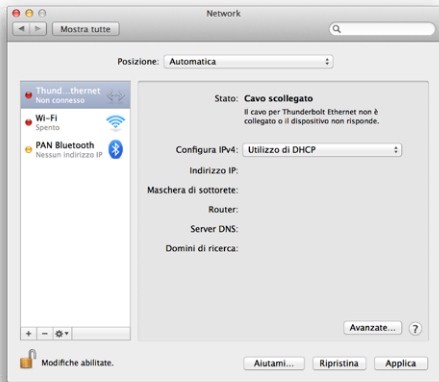 Network
Mostra tutte
Posizione: Automatica
Thund...thernet
Non connesso
Wi-Fi
Spento
PAN Bluetooth
Nessun indirizzo IP
Stato: Cavo scollegato
Il cavo per Thunderbolt Ethernet non è
collegato o il dispositivo non risponde.
Configura IPv4: Utilizzo di DHCP
Indirizzo IP:
Maschera di sottorete:
Router:
Server DNS:
Domini di ricerca:
Avanzate... ?
Modifiche abilitate.
Aiutami... Ripristina Applica